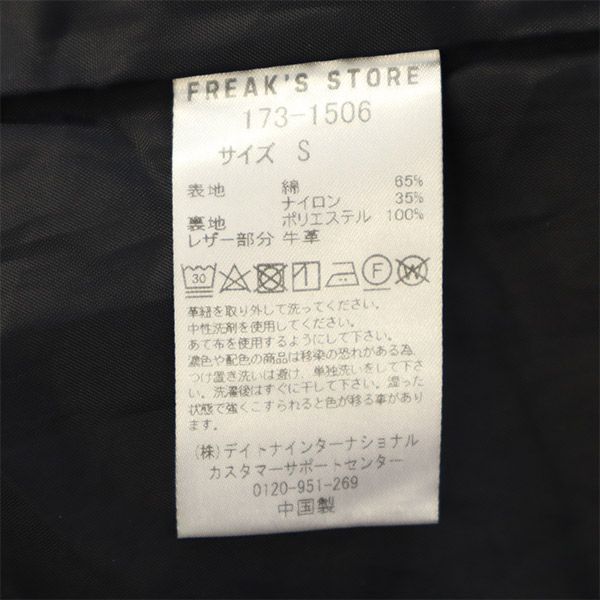 FREAK'S STORE
173-1506
サイズ S
表地 綿 65%
ナイロン 35%
裏地 ポリエステル 100%
レザー部分 牛革
30 F W
革紐を取り外して洗ってください。
中性洗剤を使用してください。
あて布を使用するようにして下さい。
濃色や配色の商品は移染の恐れがある為、
つけ置き洗いは避け、単独洗いをして下さ
い。洗濯後はすぐに干して下さい。湿った
状態で強くこすられると色が移る事があり
ます。
(株)デイトナインターナショナル
カスタマーサポートセンター
0120-951-269
中国製